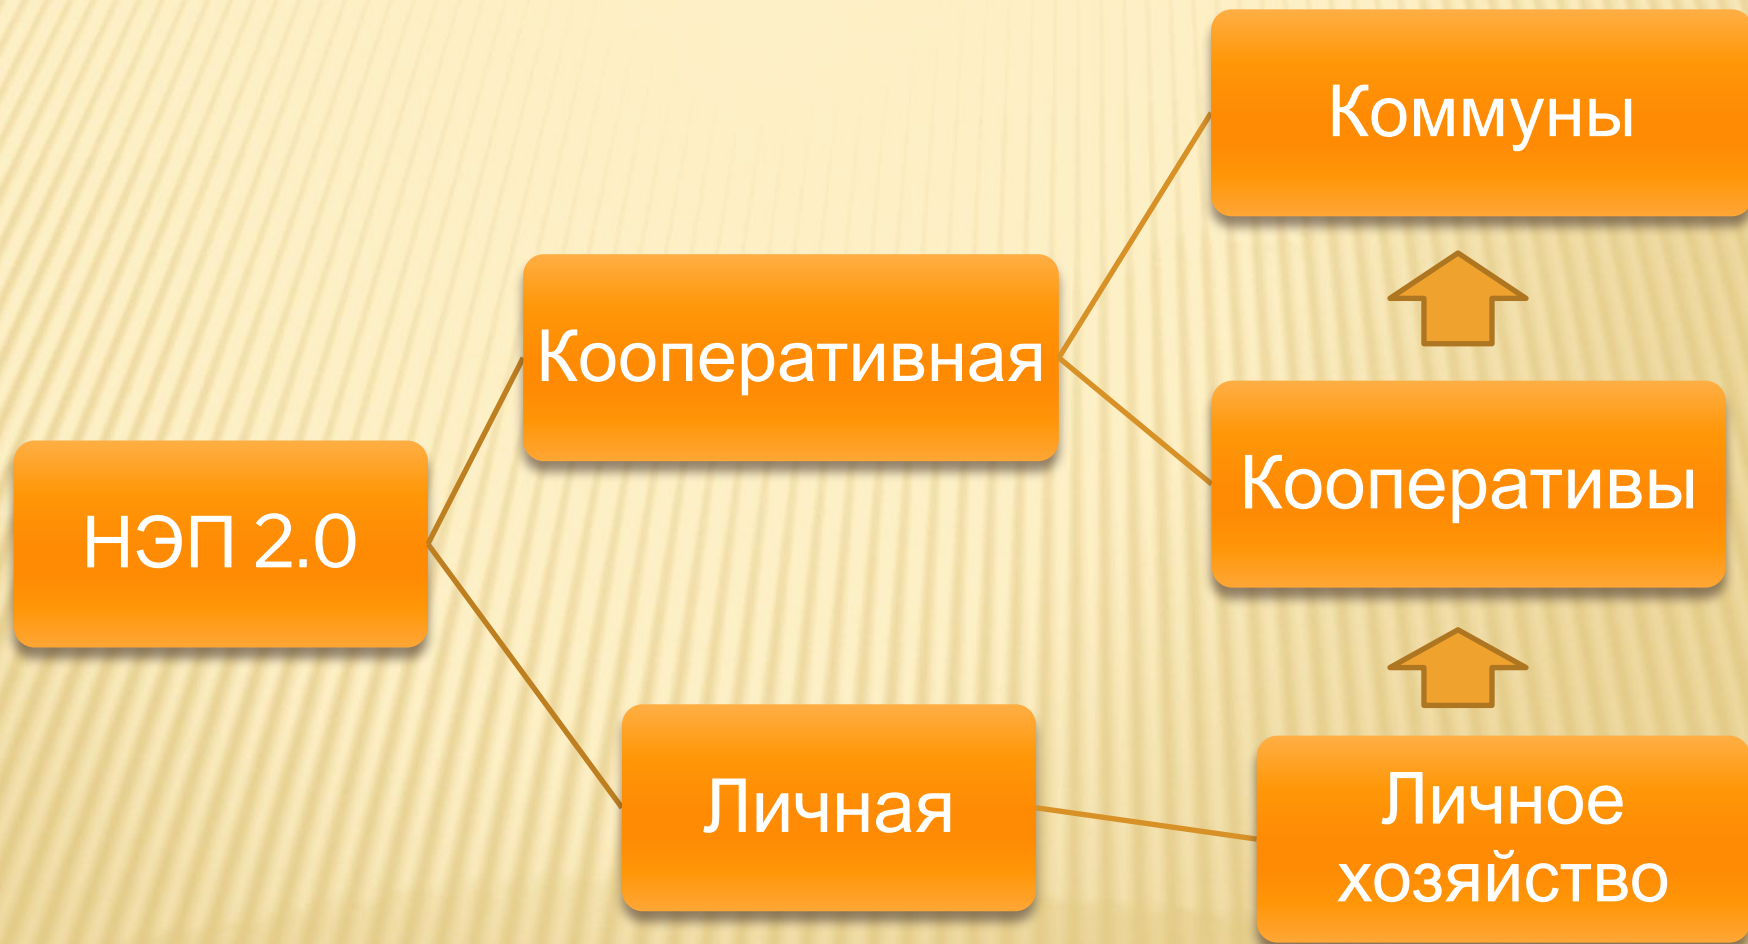 Коммуны
Кооперативная
Кооперативы
НЭП 2.0
Личная
Личное
хозяйство